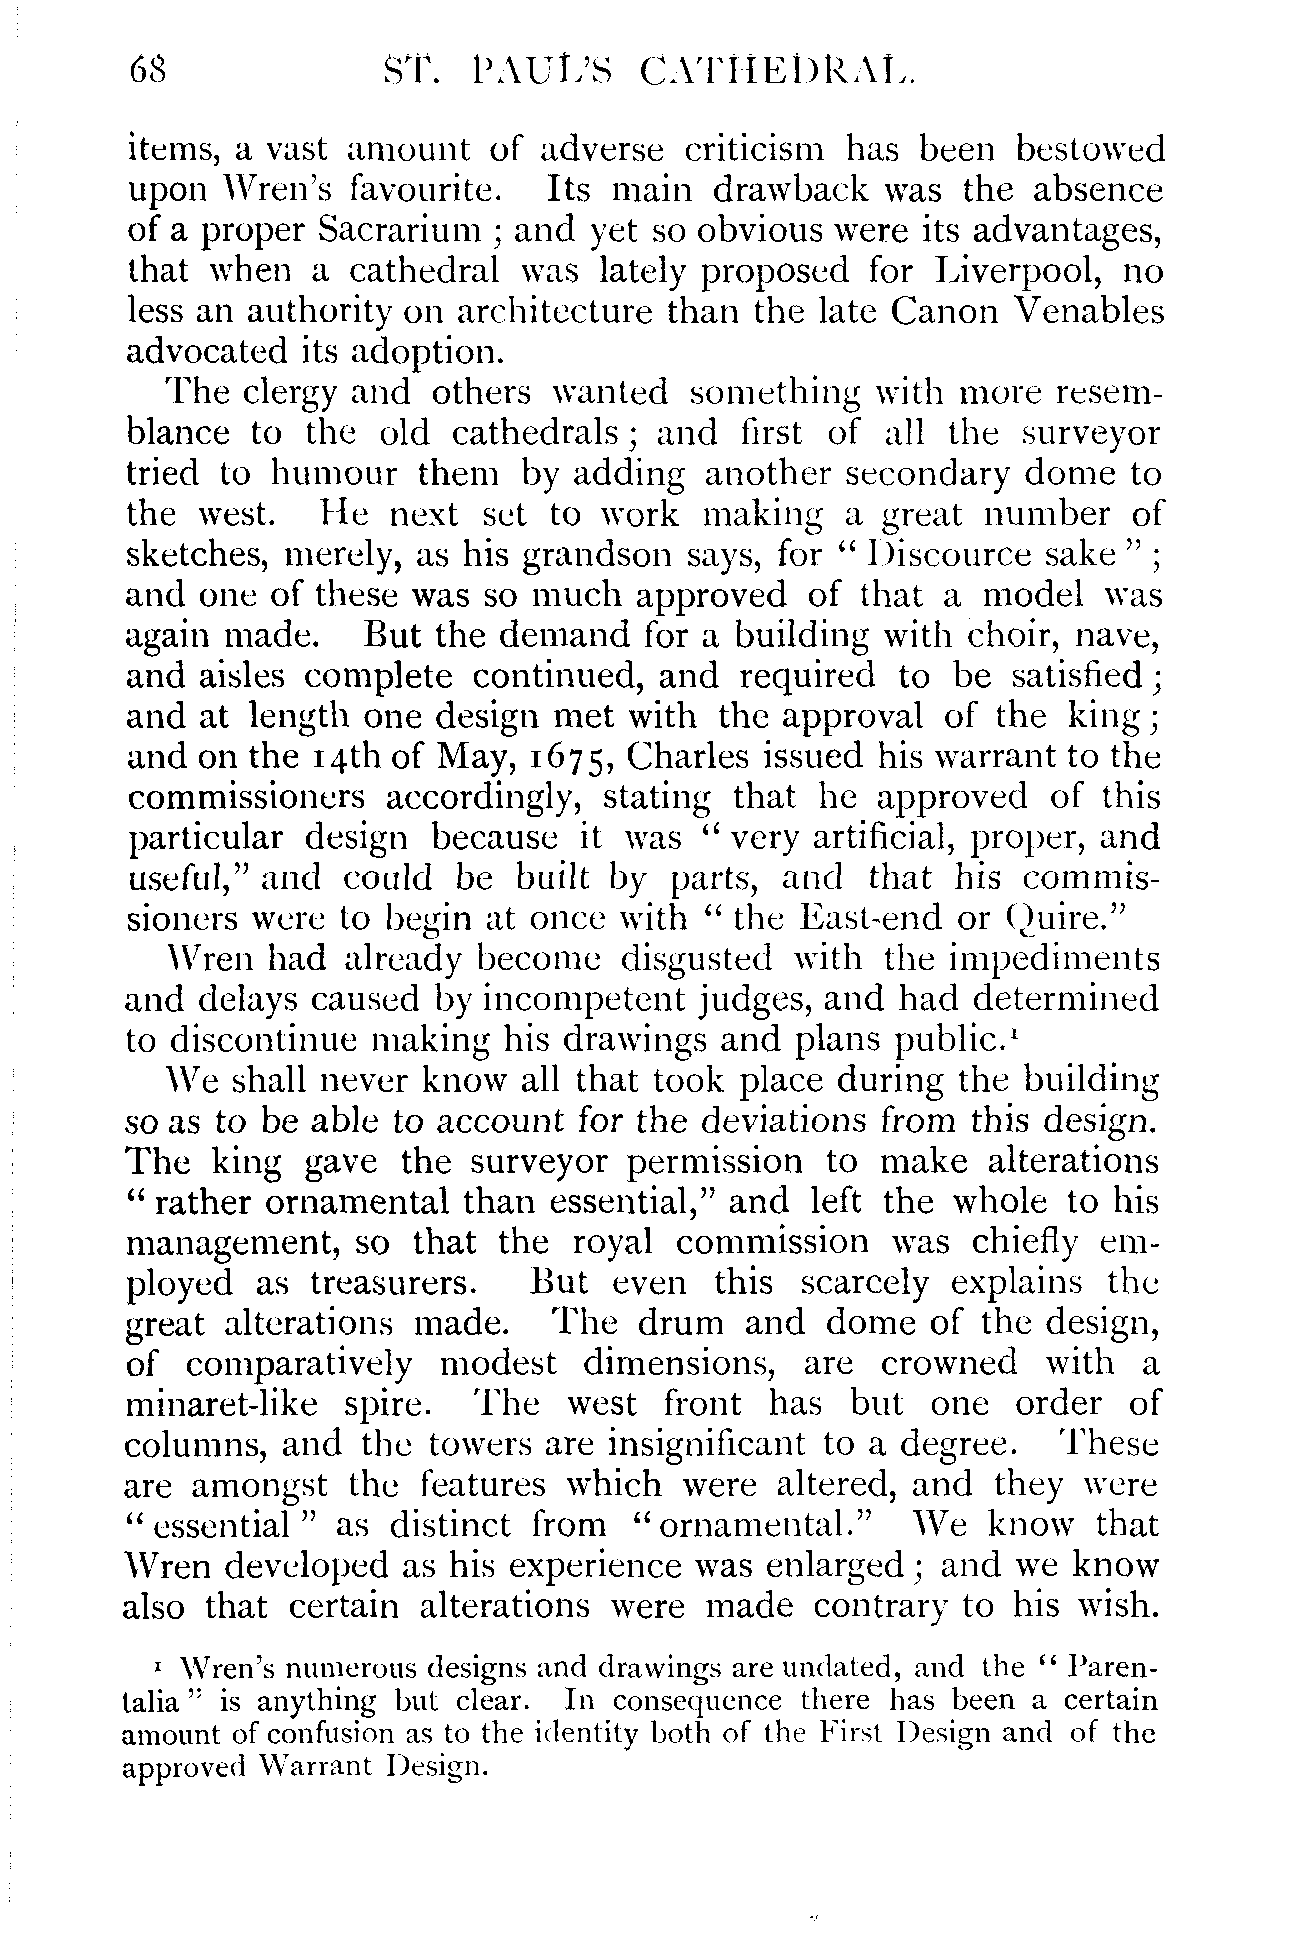 68 ST. PAUL'S CATHEDRAL.
items, a vast amount of adverse criticism has been bestowed
upon Wren's favourite. Its main drawback was the absence
of a proper Sacrarium ; and yet so obvious were its advantages,
that when a cathedral was lately proposed for Liverpool, no
less an authority on architecture than the late Canon Venables
advocated its adoption.
The clergy and others wanted something with more resem-
blance to the old cathedrals ; and first of all the surveyor
tried to humour them by adding another secondary dome to
the west. He next set to work making a great number of
sketches, merely, as his grandson says, for “ Discource sake ” ;
and one of these was so much approved of that a model was
again made. But the demand for a building with choir, nave,
and aisles complete continued, and required to be satisfied ;
and at length one design met with the approval of the king ;
and on the 14th of May, 1675, Charles issued his warrant to the
commissioners accordingly, stating that he approved of this
particular design because it was “ very artificial, proper, and
useful,” and could be built by parts, and that his commis-
sioners were to begin at once with “ the East-end or Quire.”
Wren had already become disgusted with the impediments
and delays caused by incompetent judges, and had determined
to discontinue making his drawings and plans public.¹
We shall never know all that took place during the building
so as to be able to account for the deviations from this design.
The king gave the surveyor permission to make alterations
“ rather ornamental than essential,” and left the whole to his
management, so that the royal commission was chiefly em-
ployed as treasurers. But even this scarcely explains the
great alterations made. The drum and dome of the design,
of comparatively modest dimensions, are crowned with a
minaret-like spire. The west front has but one order of
columns, and the towers are insignificant to a degree. These
are amongst the features which were altered, and they were
“ essential ” as distinct from “ ornamental.” We know that
Wren developed as his experience was enlarged ; and we know
also that certain alterations were made contrary to his wish.
¹ Wren's numerous designs and drawings are undated, and the “ Paren-
talia ” is anything but clear. In consequence there has been a certain
amount of confusion as to the identity both of the First Design and of the
approved Warrant Design.